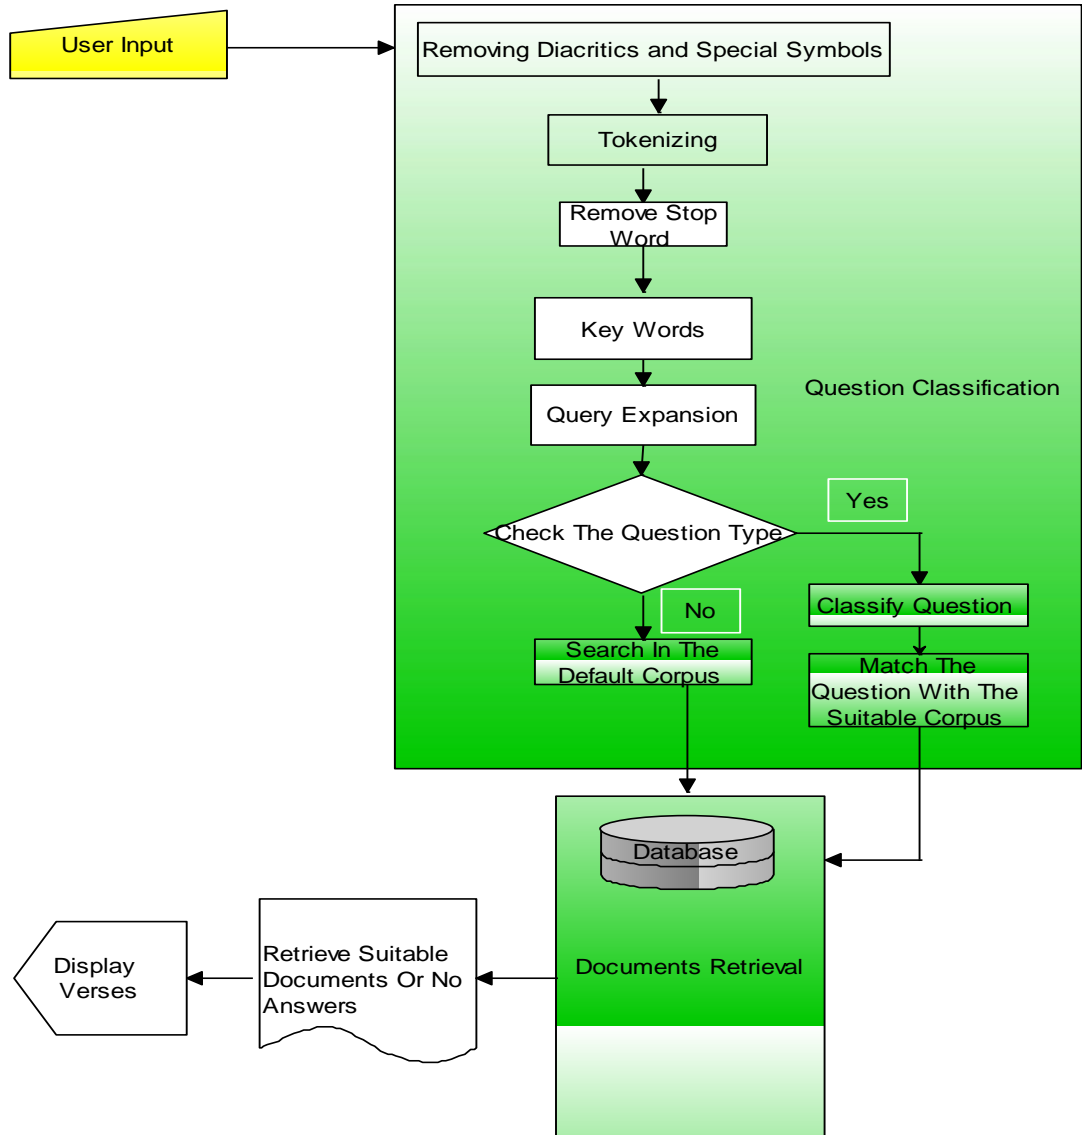 User Input
Removing Diacritics and Special Symbols
Tokenizing
Remove Stop
Word
Key Words
Question Classification
Query Expansion
Yes
Check The Question Type
Classify Question
No
Search In The
Default Corpus
Match The
Question With The
Suitable Corpus
Database
Documents Retrieval
Retrieve Suitable
Documents Or No
Answers
Display
Verses